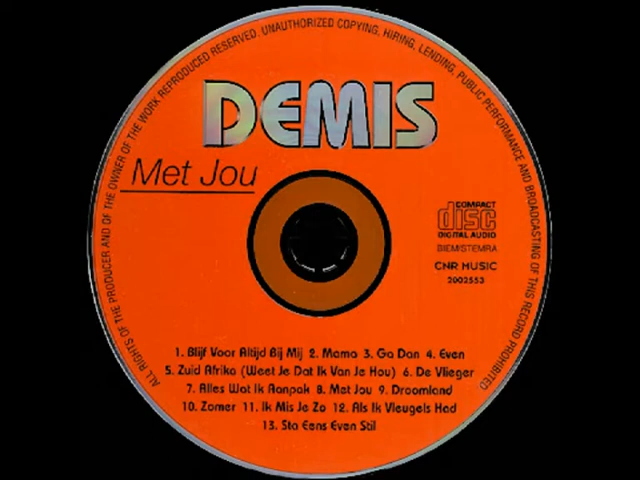 ALL RIGHTS OF THE PRODUCER AND OF THE OWNER OF THE WORK REPRODUCED RESERVED. UNAUTHORIZED COPYING, HIRING, LENDING, PUBLIC PERFORMANCE AND BROADCASTING OF THIS RECORD PROHIBITED
DEMIS
Met Jou
COMPACT
disc
DIGITAL AUDIO
BIEM/STEMRA
CNR MUSIC
2002553
1. Blijf Voor Altijd Bij Mij 2. Mama 3. Ga Dan 4. Even
5. Zuid Afrika (Weet Je Dat Ik Van Je Hou) 6. De Vlieger
7. Alles Wat Ik Aanpak 8. Met Jou 9. Droomland
10. Zomer 11. Ik Mis Je Zo 12. Als Ik Vleugels Had
13. Sta Eens Even Stil